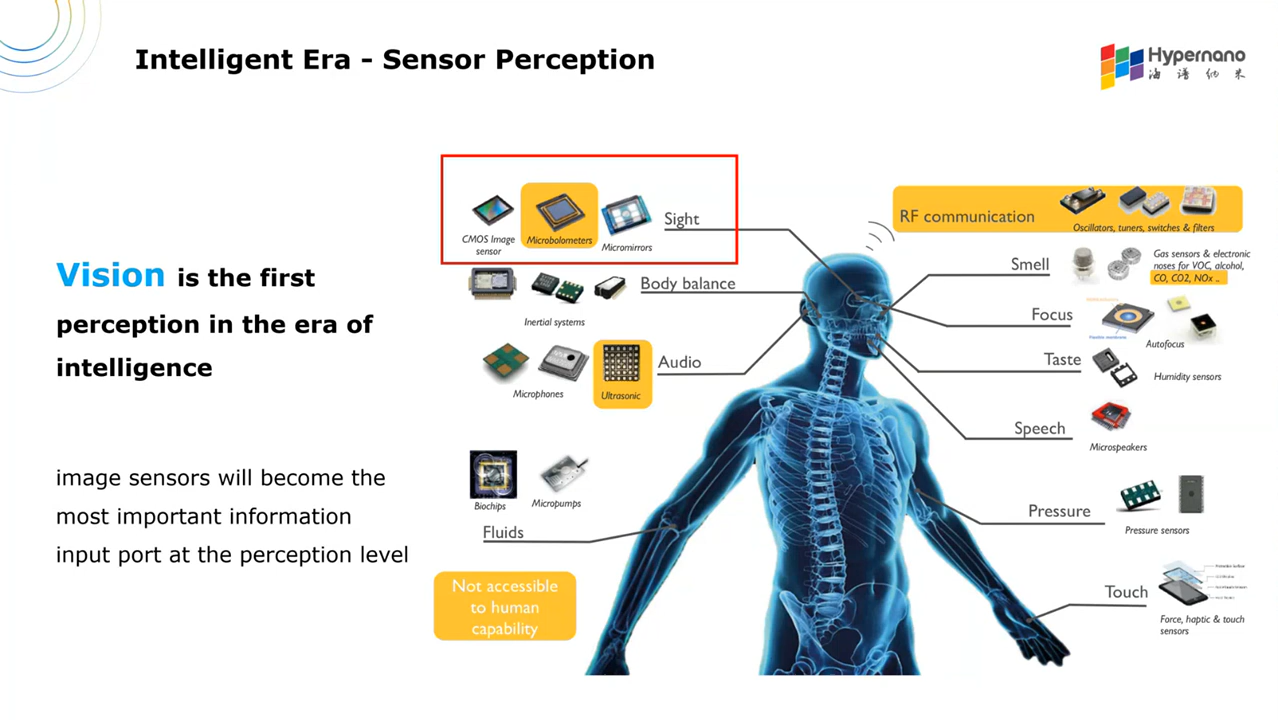 Intelligent Era - Sensor Perception
Hypernano
海谱纳米
Vision is the first
perception in the era of
intelligence
image sensors will become the
most important information
input port at the perception level
CMOS Image
sensor
Microbolometers
Micromirrors
Sight
Body balance
Inertial systems
Audio
Microphones
Ultrasonic
Biochips
Micropumps
Fluids
Not accessible
to human
capability
RF communication
Oscillators, tuners, switches & filters
Smell
Gas sensors & electronic
noses for VOC, alcohol,
CO, CO2, NOx ..
Focus
Autofocus
Taste
Humidity sensors
Speech
Microspeakers
Pressure
Pressure sensors
Touch
Force, haptic & touch
sensors